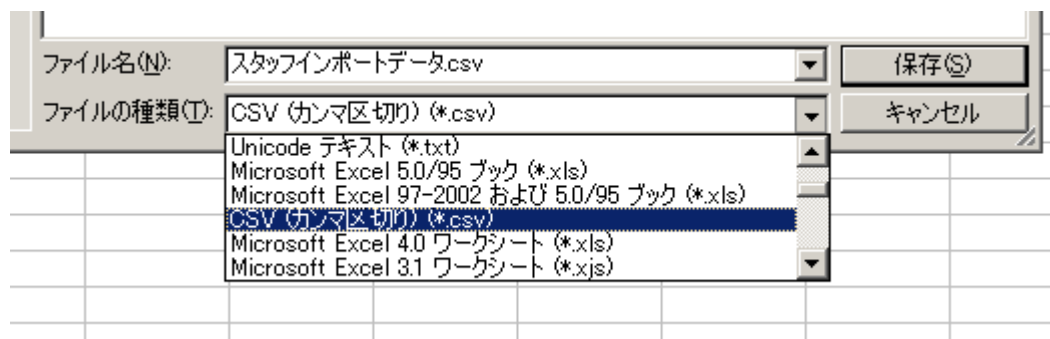 ファイル名(N): スタッフインポートデータ.csv 保存(S)
ファイルの種類(T): CSV (カンマ区切り) (*.csv) キャンセル
Unicode テキスト (*.txt)
Microsoft Excel 5.0/95 ブック (*.xls)
Microsoft Excel 97-2002 および 5.0/95 ブック (*.xls)
CSV (カンマ区切り) (*.csv)
Microsoft Excel 4.0 ワークシート (*.xls)
Microsoft Excel 3.1 ワークシート (*.xjs)